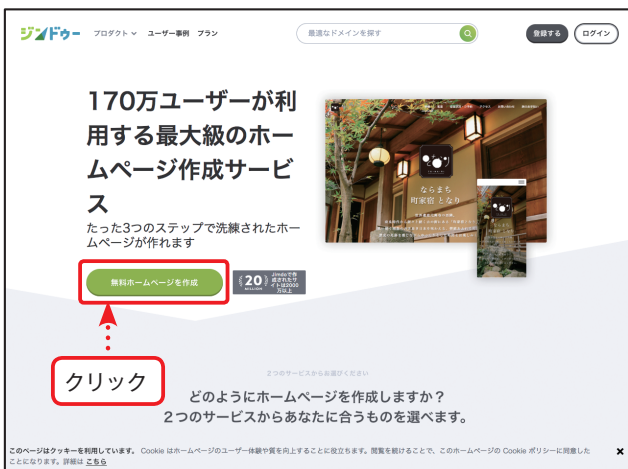 ジンドゥー プロダクト ユーザー事例 プラン 最適なドメインを探す 登録する ログイン
170万ユーザーが利
用する最大級のホー
ムページ作成サービ
ス
たった3つのステップで洗練されたホー
ムページが作れます
ならまち
町家宿 となり
無料ホームページを作成
20
MILLION
Jimdoで作
成されたサ
イトは2000
万以上
クリック
2つのサービスからお選びください
どのようにホームページを作成しますか？
2つのサービスからあなたに合うものを選べます。
このページはクッキーを利用しています。 Cookie はホームページのユーザー体験や質を向上することに役立ちます。閲覧を続けることで、このホームページの Cookie ポリシーに同意した
ことになります。詳細は こちら